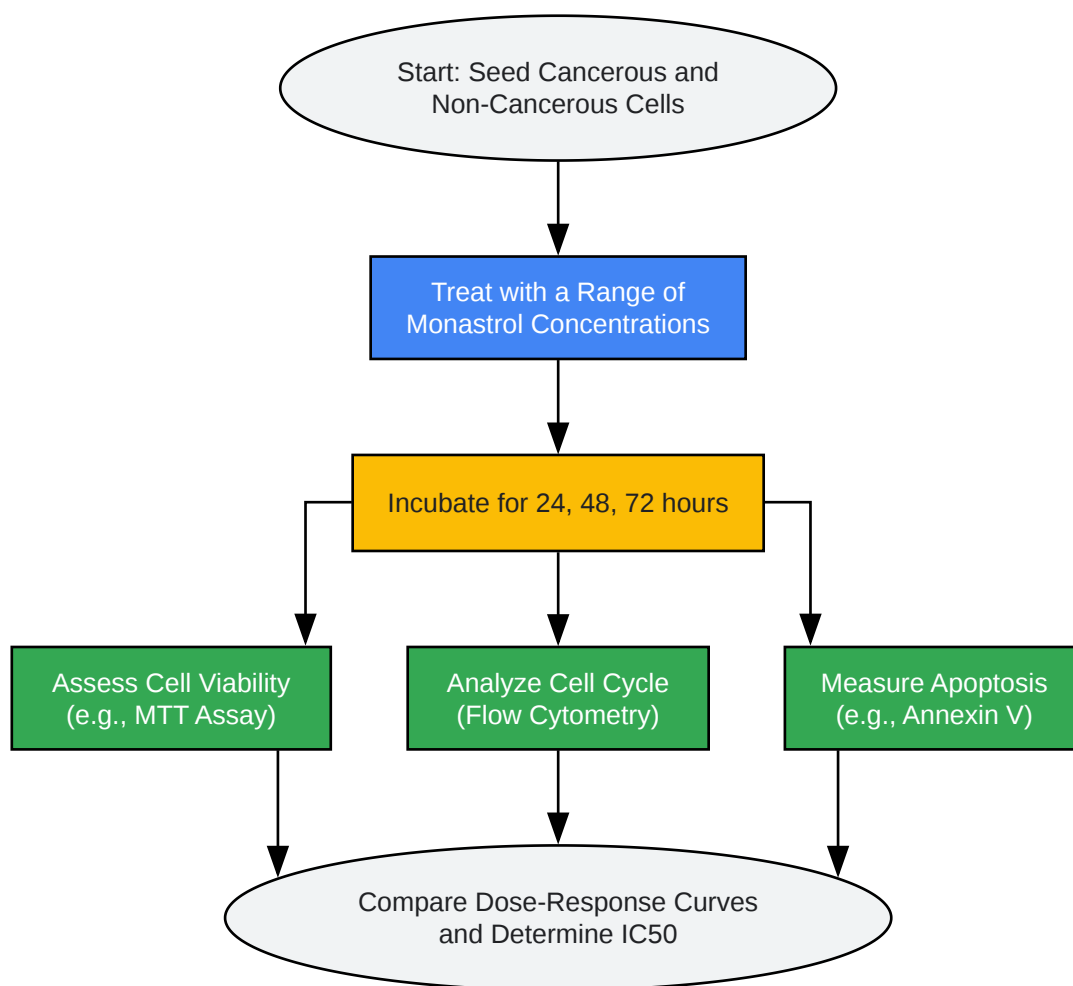 Start: Seed Cancerous and
Non-Cancerous Cells
Treat with a Range of
Monastrol Concentrations
Incubate for 24, 48, 72 hours
Assess Cell Viability
(e.g., MTT Assay)
Analyze Cell Cycle
(Flow Cytometry)
Measure Apoptosis
(e.g., Annexin V)
Compare Dose-Response Curves
and Determine IC50